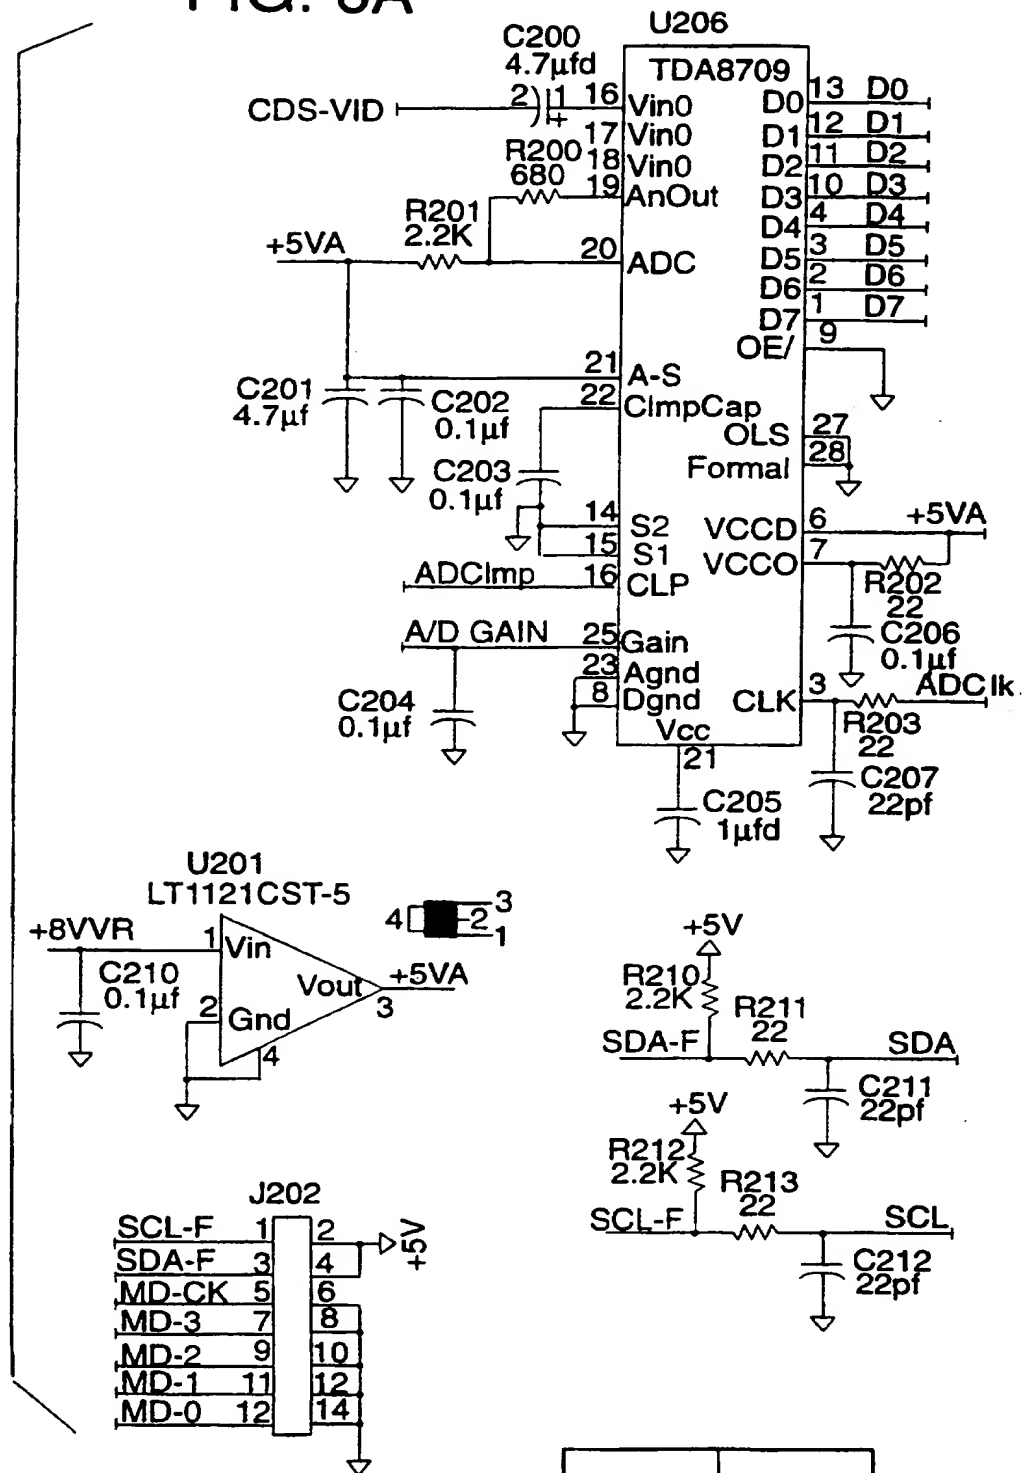 FIG. 8A
U206
TDA8709
C200
4.7µfd
CDS-VID
2 1 16 Vin0
+
17 Vin0
R200
680
18 Vin0
19 AnOut
R201
2.2K
+5VA
20 ADC
21 A-S
C201
4.7µf
C202
0.1µf
22 ClmpCap
C203
0.1µf
14 S2
15 S1
ADClmp 16 CLP
A/D GAIN 25 Gain
23 Agnd
8 Dgnd
C204
0.1µf
Vcc
21
C205
1µfd
D0 13 D0
D1 12 D1
D2 11 D2
D3 10 D3
D4 4 D4
D5 3 D5
D6 2 D6
D7 1 D7
OE/ 9
OLS 27
Formal 28
VCCD 6 +5VA
VCCO 7
R202
22
C206
0.1µf
CLK 3 ADClk
R203
22
C207
22pf
U201
LT1121CST-5
+8VVR
1 Vin
C210
0.1µf
2 Gnd
4
Vout 3 +5VA
4 3
2
1
+5V
R210
2.2K
SDA-F
R211
22
SDA
C211
22pf
+5V
R212
2.2K
SCL-F
R213
22
SCL
C212
22pf
J202
SCL-F 1 2
+5V
SDA-F 3 4
MD-CK 5 6
MD-3 7 8
MD-2 9 10
MD-1 11 12
MD-0 12 14